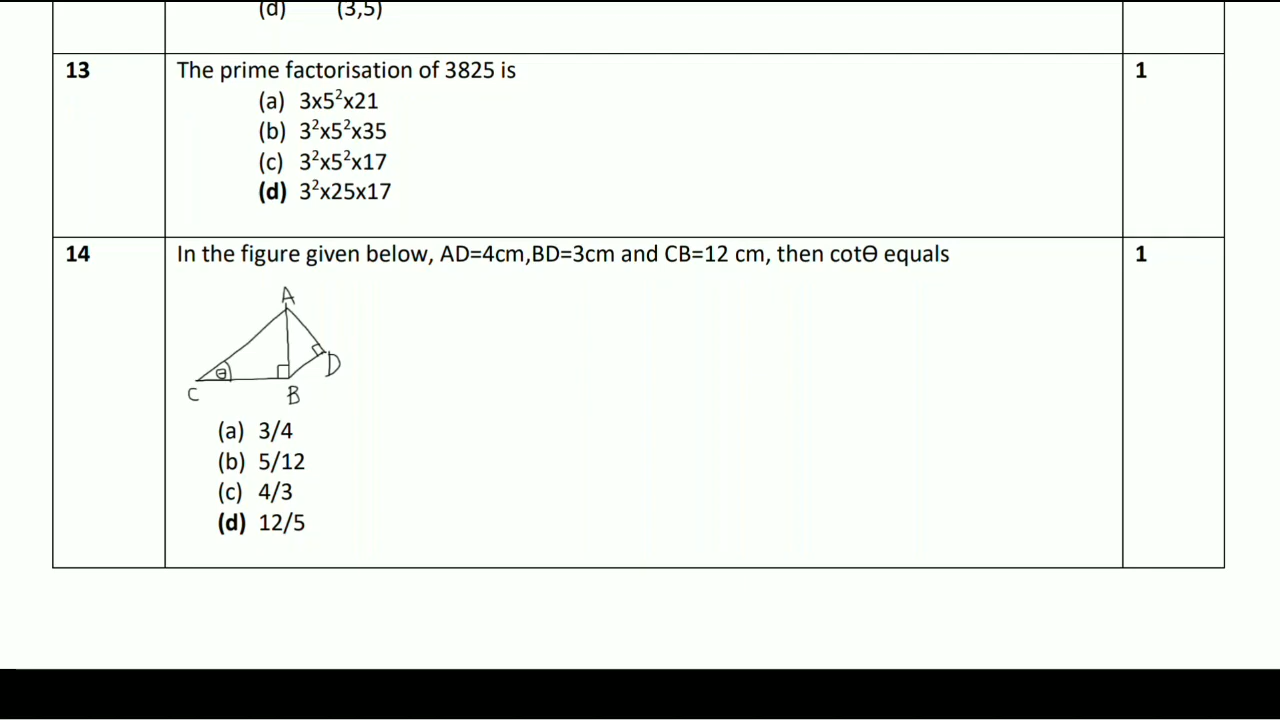 (d) (3,5)
13 The prime factorisation of 3825 is 1
(a) 3x5²x21
(b) 3²x5²x35
(c) 3²x5²x17
(d) 3²x25x17
14 In the figure given below, AD=4cm,BD=3cm and CB=12 cm, then cotƟ equals 1
A
Ɵ
D
C
B
(a) 3/4
(b) 5/12
(c) 4/3
(d) 12/5